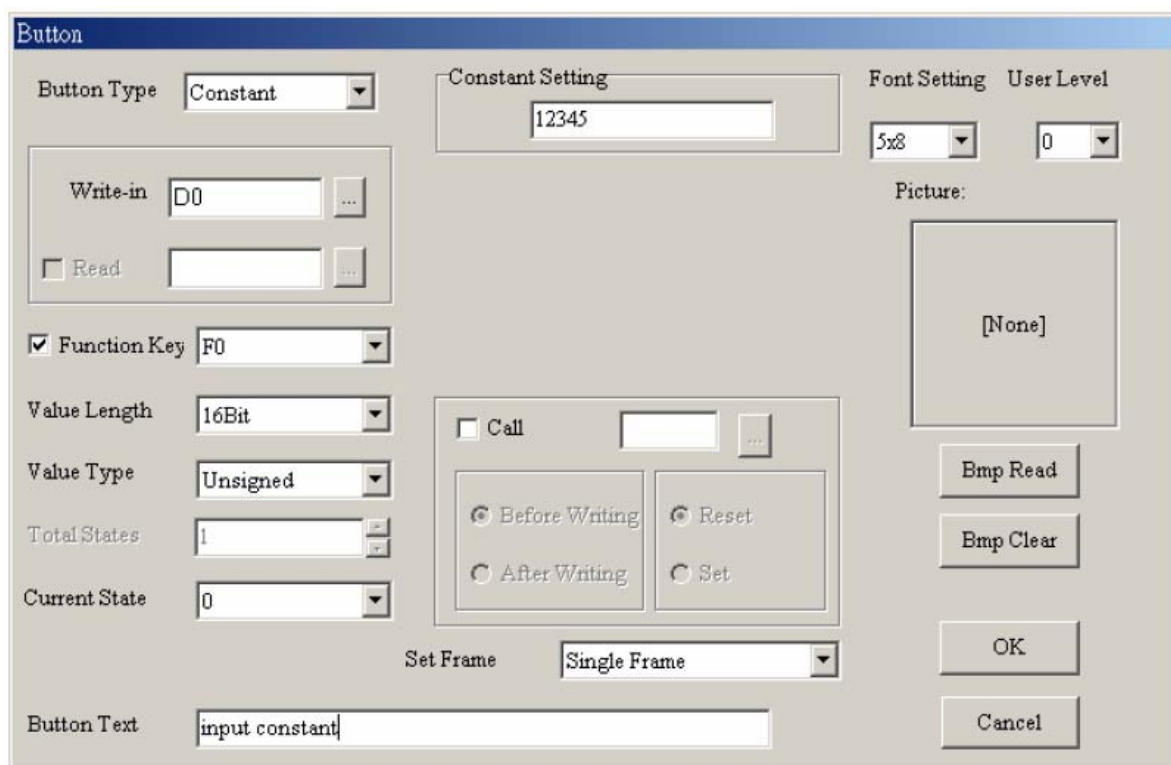 Button
Button Type Constant
Constant Setting
12345
Font Setting User Level
5x8 0
Write-in D0 ...
Read ...
Picture:
[None]
Function Key F0
Value Length 16Bit
Value Type Unsigned
Total States 1
Current State 0
Call ...
Before Writing Reset
After Writing Set
Bmp Read
Bmp Clear
Set Frame Single Frame
OK
Button Text input constant
Cancel